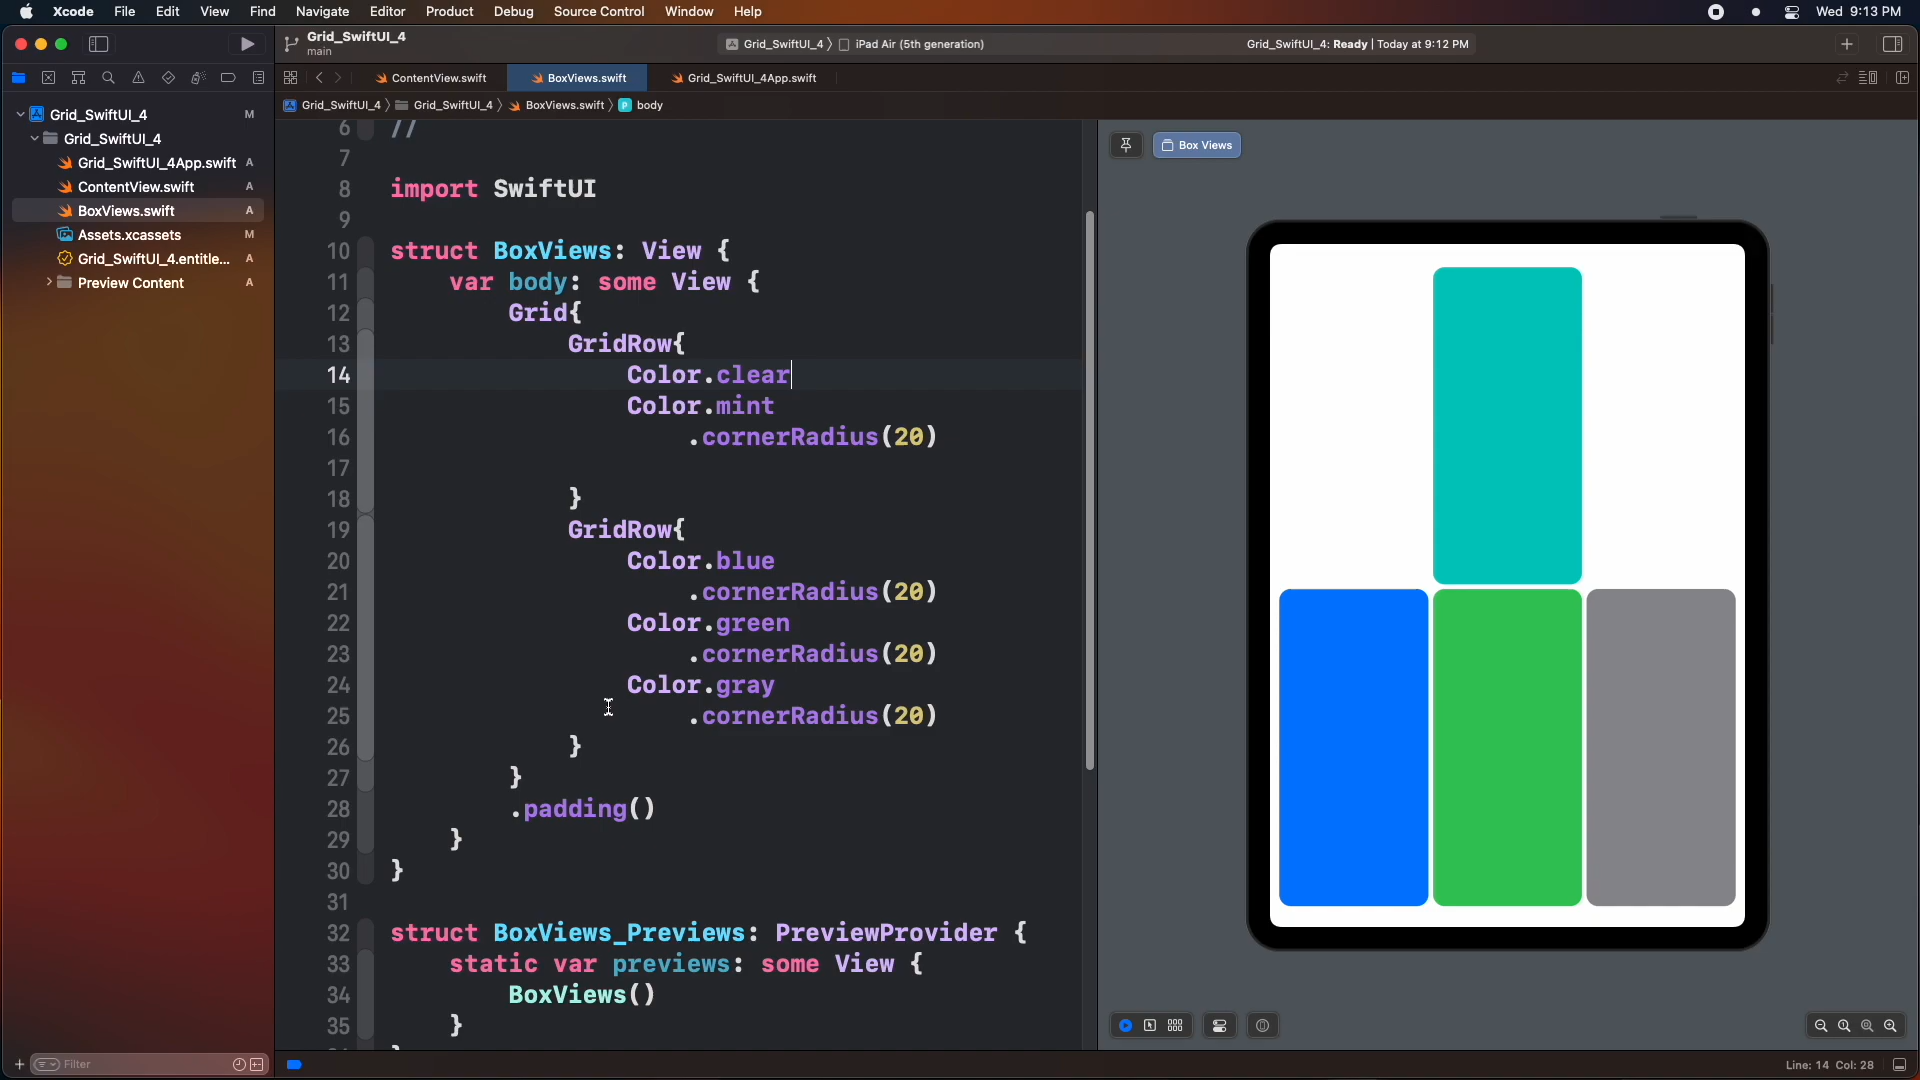 Xcode File Edit View Find Navigate Editor Product Debug Source Control Window Help Wed 9:13 PM
Grid_SwiftUI_4
main
Grid_SwiftUI_4 iPad Air (5th generation)
Grid_SwiftUI_4: Ready | Today at 9:12 PM
ContentView.swift BoxViews.swift Grid_SwiftUI_4App.swift
Grid_SwiftUI_4 Grid_SwiftUI_4 BoxViews.swift P body
Grid_SwiftUI_4 M
Grid_SwiftUI_4
Grid_SwiftUI_4App.swift A
ContentView.swift A
BoxViews.swift A
Assets.xcassets M
Grid_SwiftUI_4.entitle... A
Preview Content A
6 //
7
8 import SwiftUI
9
10 struct BoxViews: View {
11 var body: some View {
12 Grid{
13 GridRow{
14 Color.clear
15 Color.mint
16 .cornerRadius(20)
17
18 }
19 GridRow{
20 Color.blue
21 .cornerRadius(20)
22 Color.green
23 .cornerRadius(20)
24 Color.gray
25 .cornerRadius(20)
26 }
27 }
28 .padding()
29 }
30 }
31
32 struct BoxViews_Previews: PreviewProvider {
33 static var previews: some View {
34 BoxViews()
35 }
Box Views
Filter
Line: 14 Col: 28